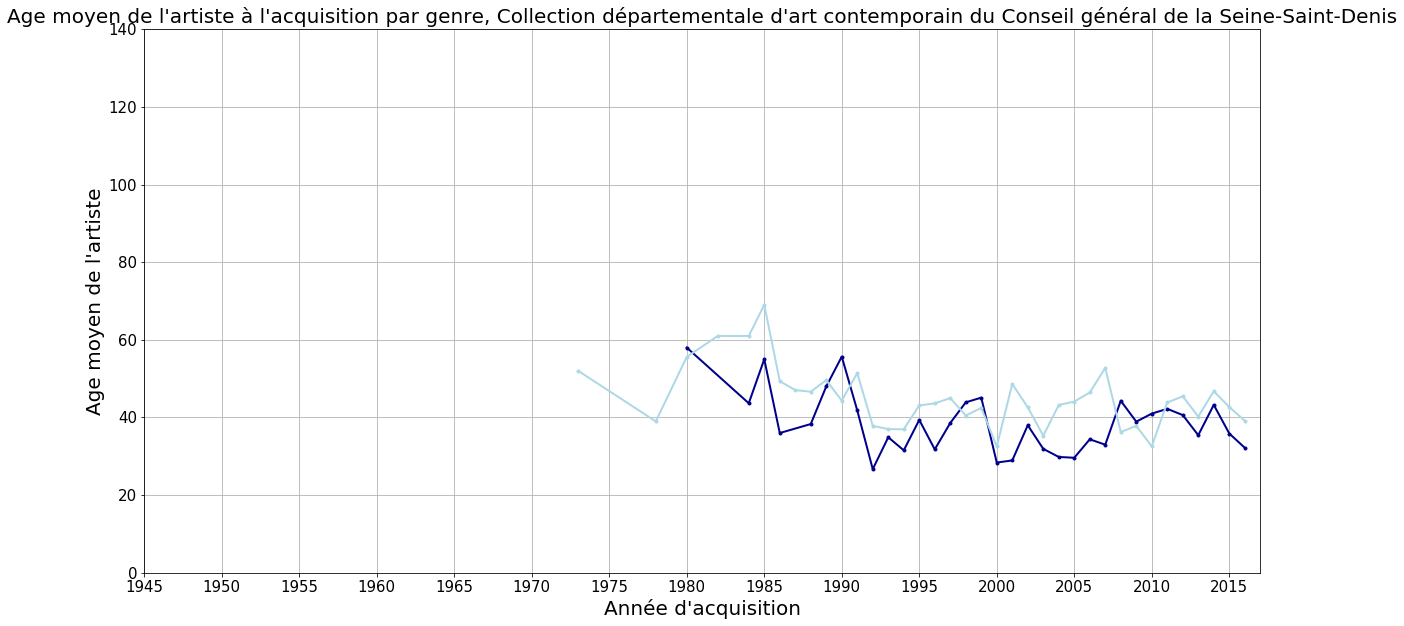 Age moyen de l'artiste à l'acquisition par genre, Collection départementale d'art contemporain du Conseil général de la Seine-Saint-Denis
140
120
100
80
60
40
20
0
Age moyen de l'artiste
1945 1950 1955 1960 1965 1970 1975 1980 1985 1990 1995 2000 2005 2010 2015
Année d'acquisition